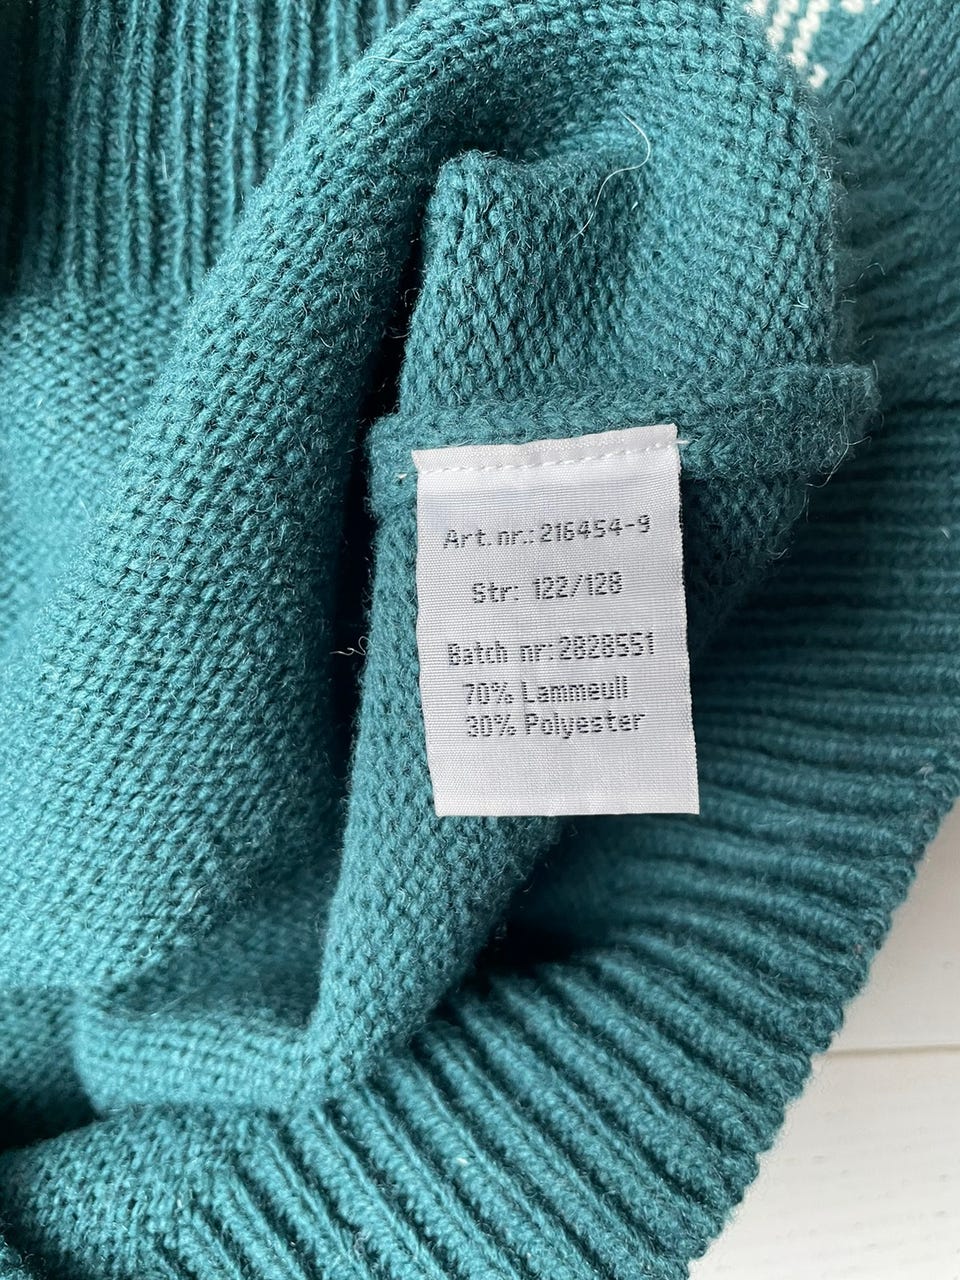 Art. nr.: 216454-9
Str: 122/128
Batch nr: 2828551
70% Lammeull
30% Polyester